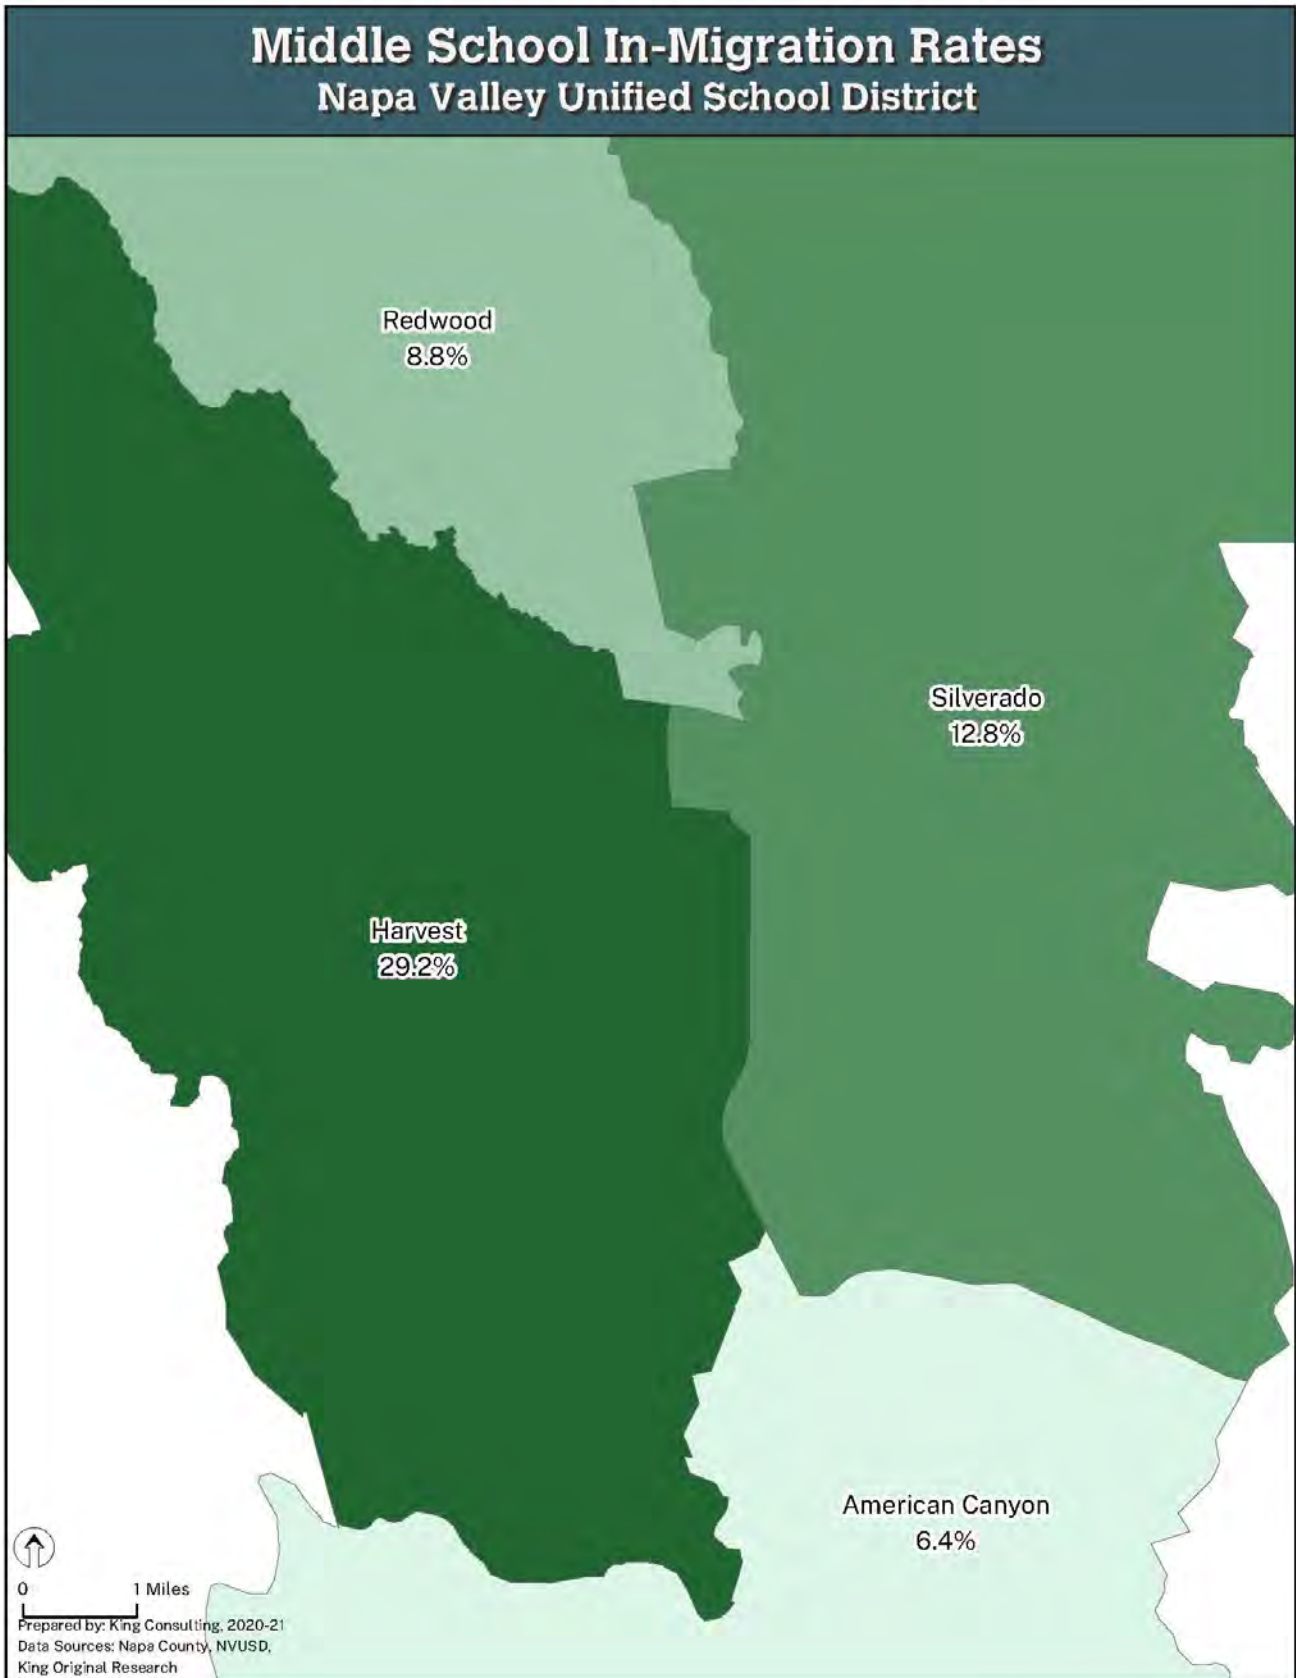 Middle School In-Migration Rates
Napa Valley Unified School District
Redwood
8.8%
Silverado
12.8%
Harvest
29.2%
American Canyon
6.4%
0 1 Miles
Prepared by: King Consulting, 2020-21
Data Sources: Napa County, NVUSD,
King Original Research